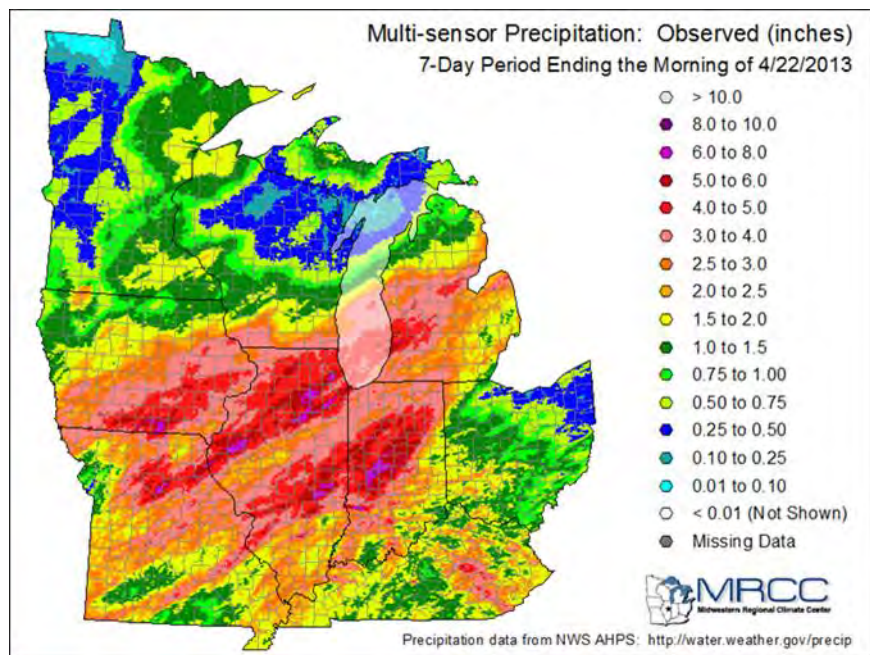 Multi-sensor Precipitation: Observed (inches)
7-Day Period Ending the Morning of 4/22/2013
> 10.0
8.0 to 10.0
6.0 to 8.0
5.0 to 6.0
4.0 to 5.0
3.0 to 4.0
2.5 to 3.0
2.0 to 2.5
1.5 to 2.0
1.0 to 1.5
0.75 to 1.00
0.50 to 0.75
0.25 to 0.50
0.10 to 0.25
0.01 to 0.10
< 0.01 (Not Shown)
Missing Data
MRCC
Midwestern Regional Climate Center
Precipitation data from NWS AHPS: http://water.weather.gov/precip